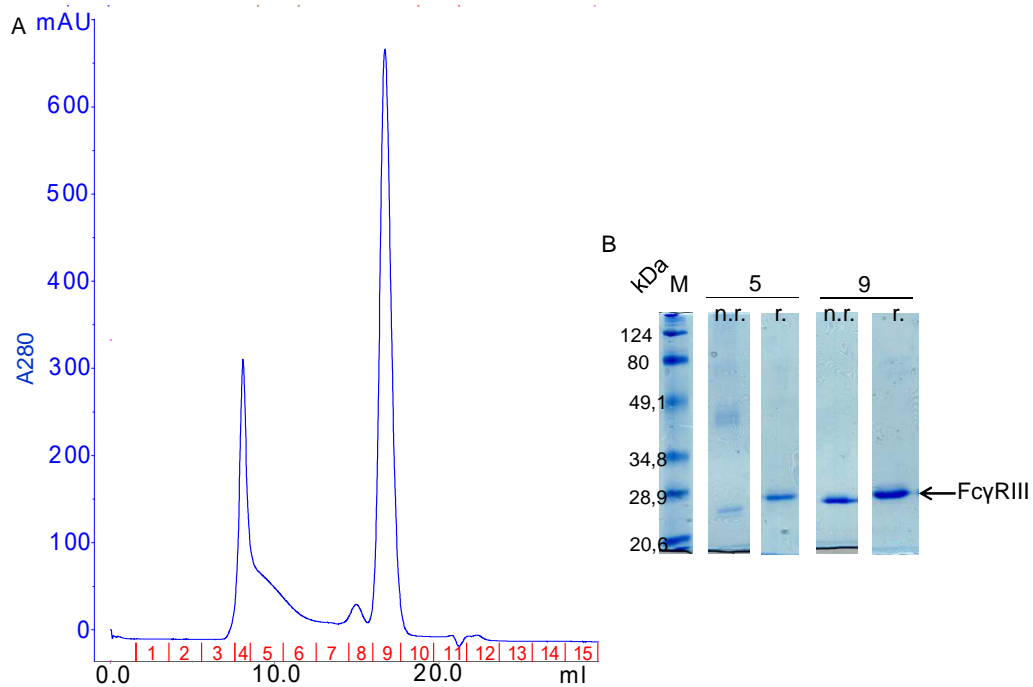 A
mAU
600
500
400
300
200
100
0
A280
1 2 3 4 5 6 7 8 9 10 11 12 13 14 15
0.0 10.0 20.0 ml
B
kDa M 5 9
n.r. r. n.r. r.
124
80
49,1
34,8
28,9
20,6
FcγRIII